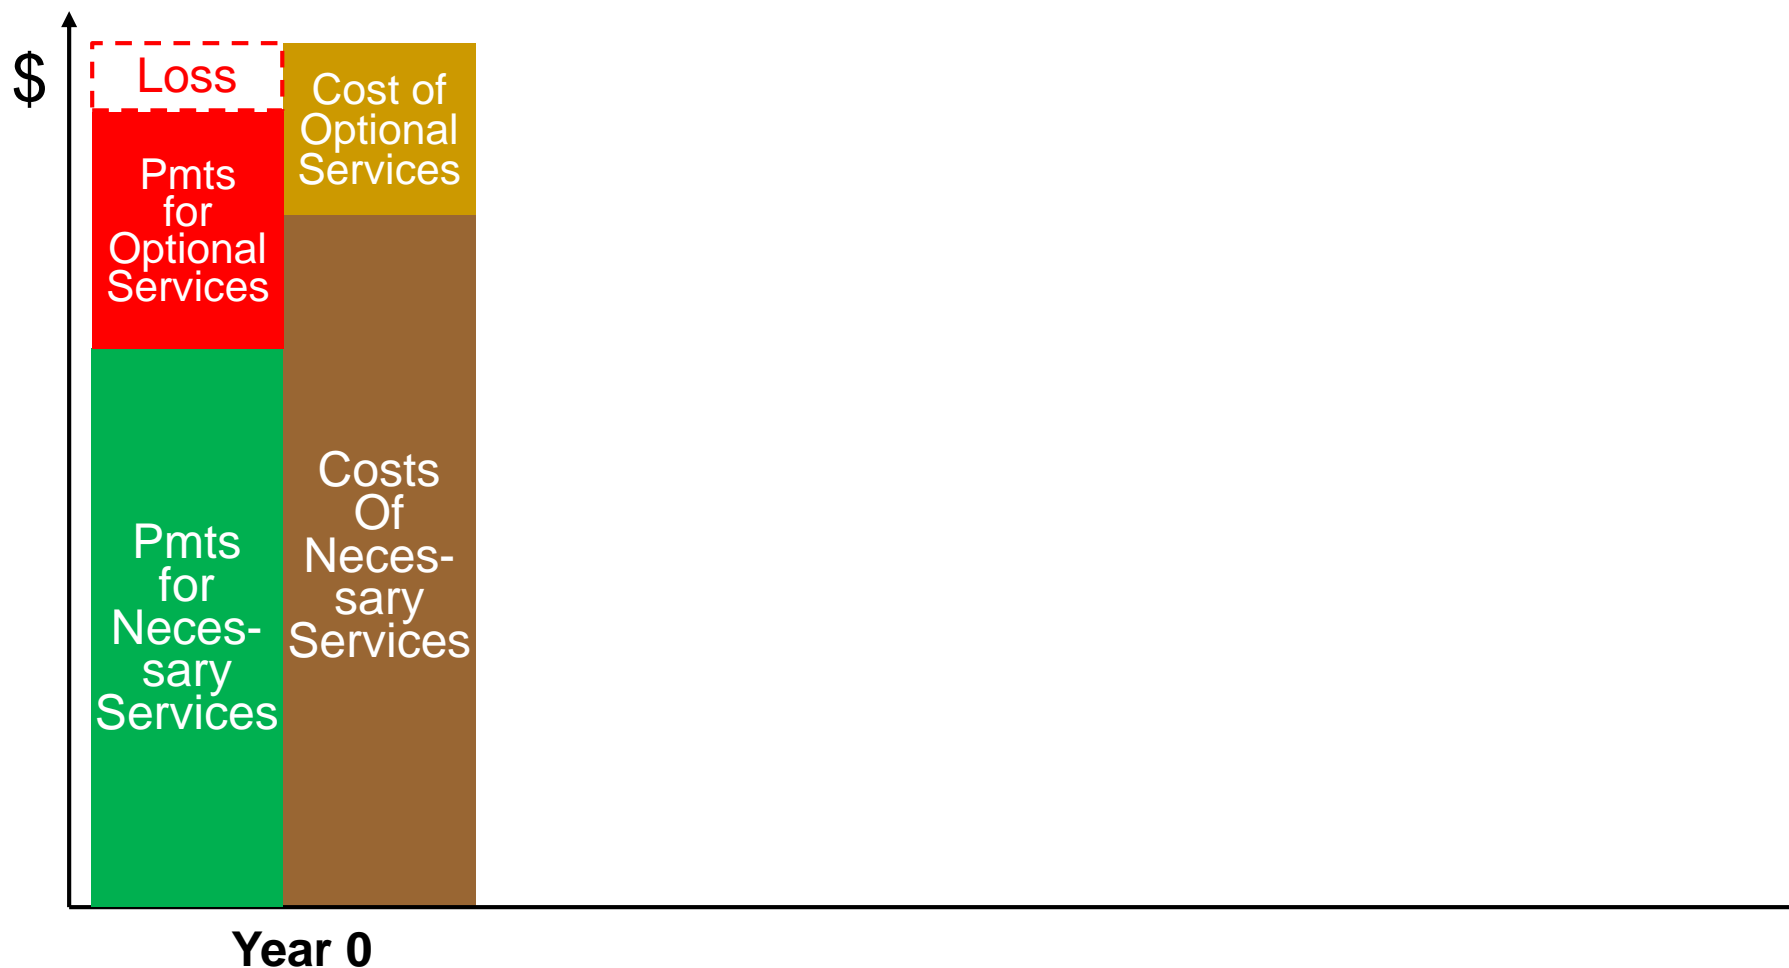 $
Loss
Pmts
for
Optional
Services
Pmts
for
Neces-
sary
Services
Cost of
Optional
Services
Costs
Of
Neces-
sary
Services
Year 0